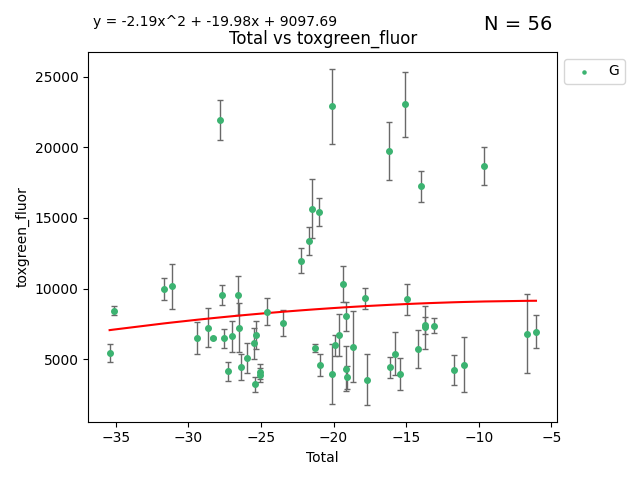 y = -2.19x^2 + -19.98x + 9097.69
N = 56
Total vs toxgreen_fluor
G
25000
20000
15000
10000
5000
toxgreen_fluor
−35
−30
−25
−20
−15
−10
−5
Total